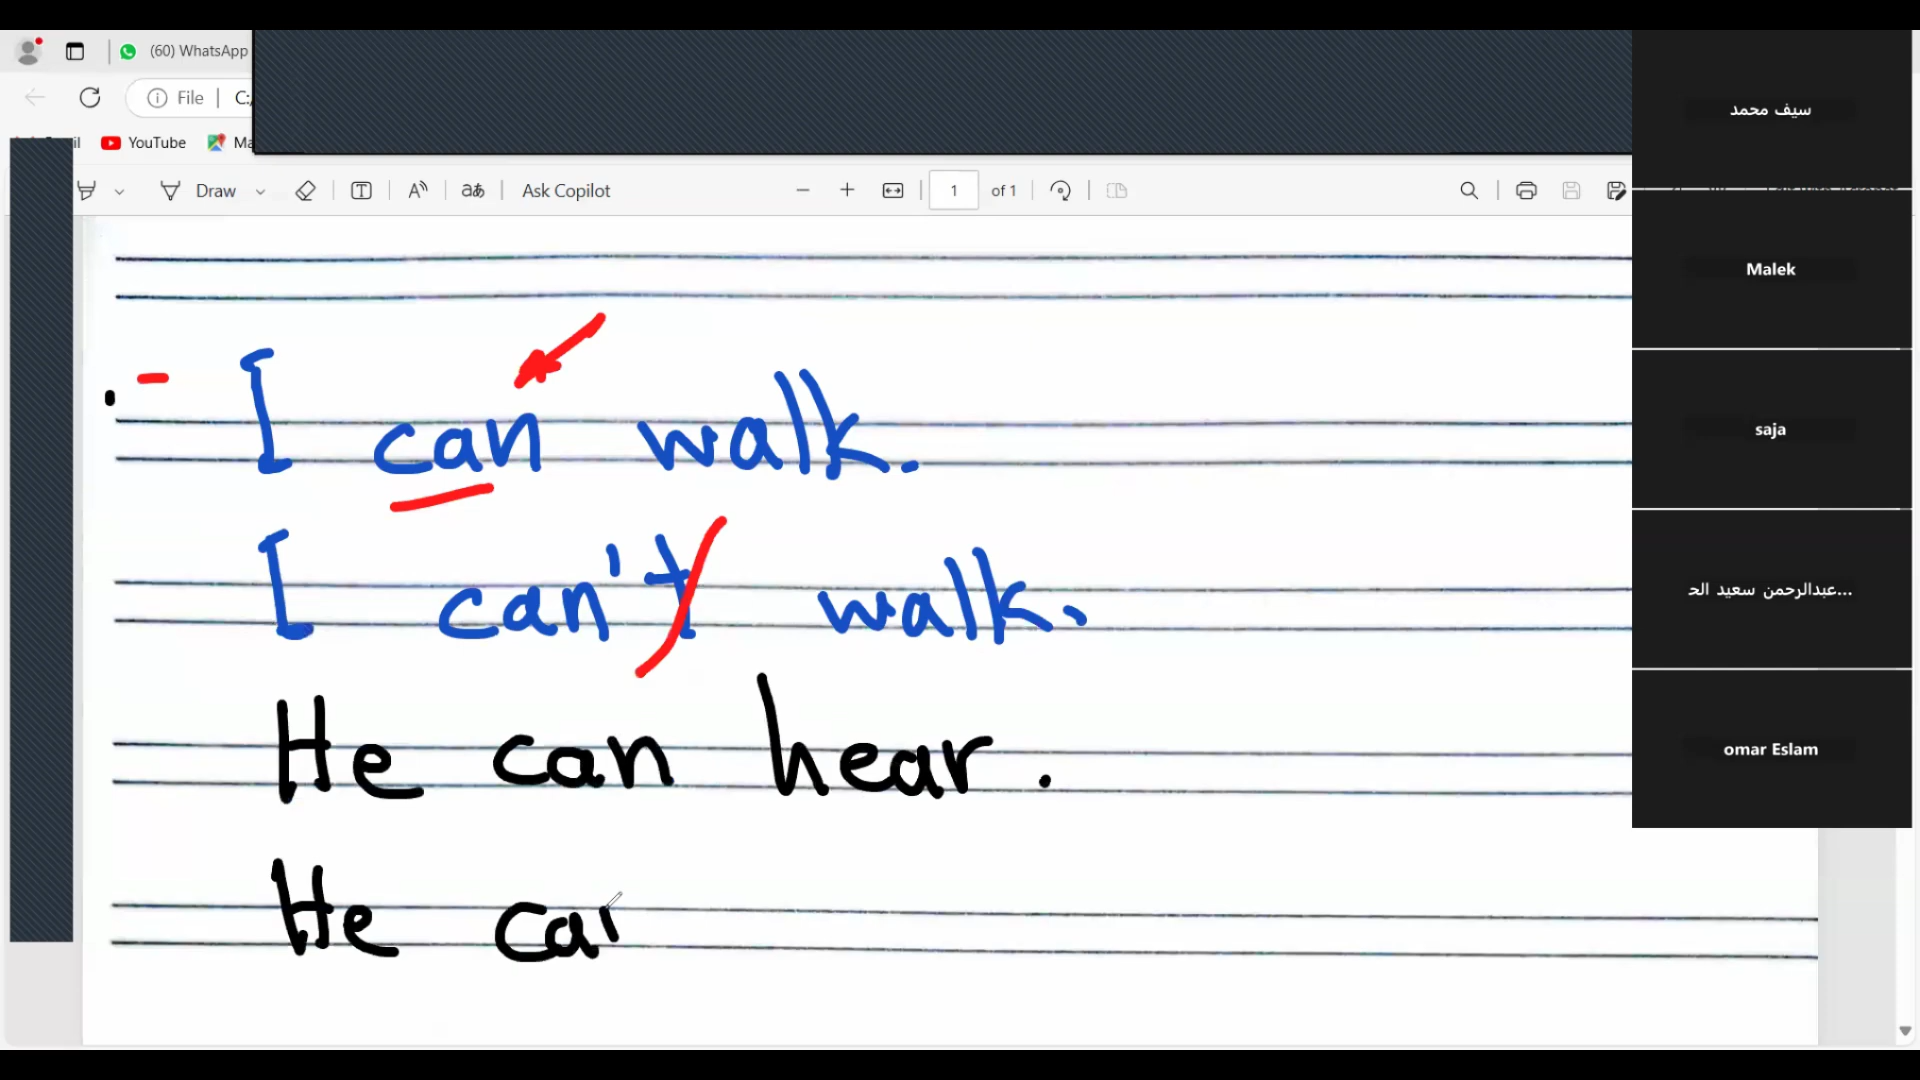 (60) WhatsApp
File
C:/
YouTube
Draw
Ask Copilot
1 of 1
I can walk.
I can't walk.
He can hear.
He car
سيف محمد
Malek
saja
عبدالرحمن سعيد الح...
omar Eslam